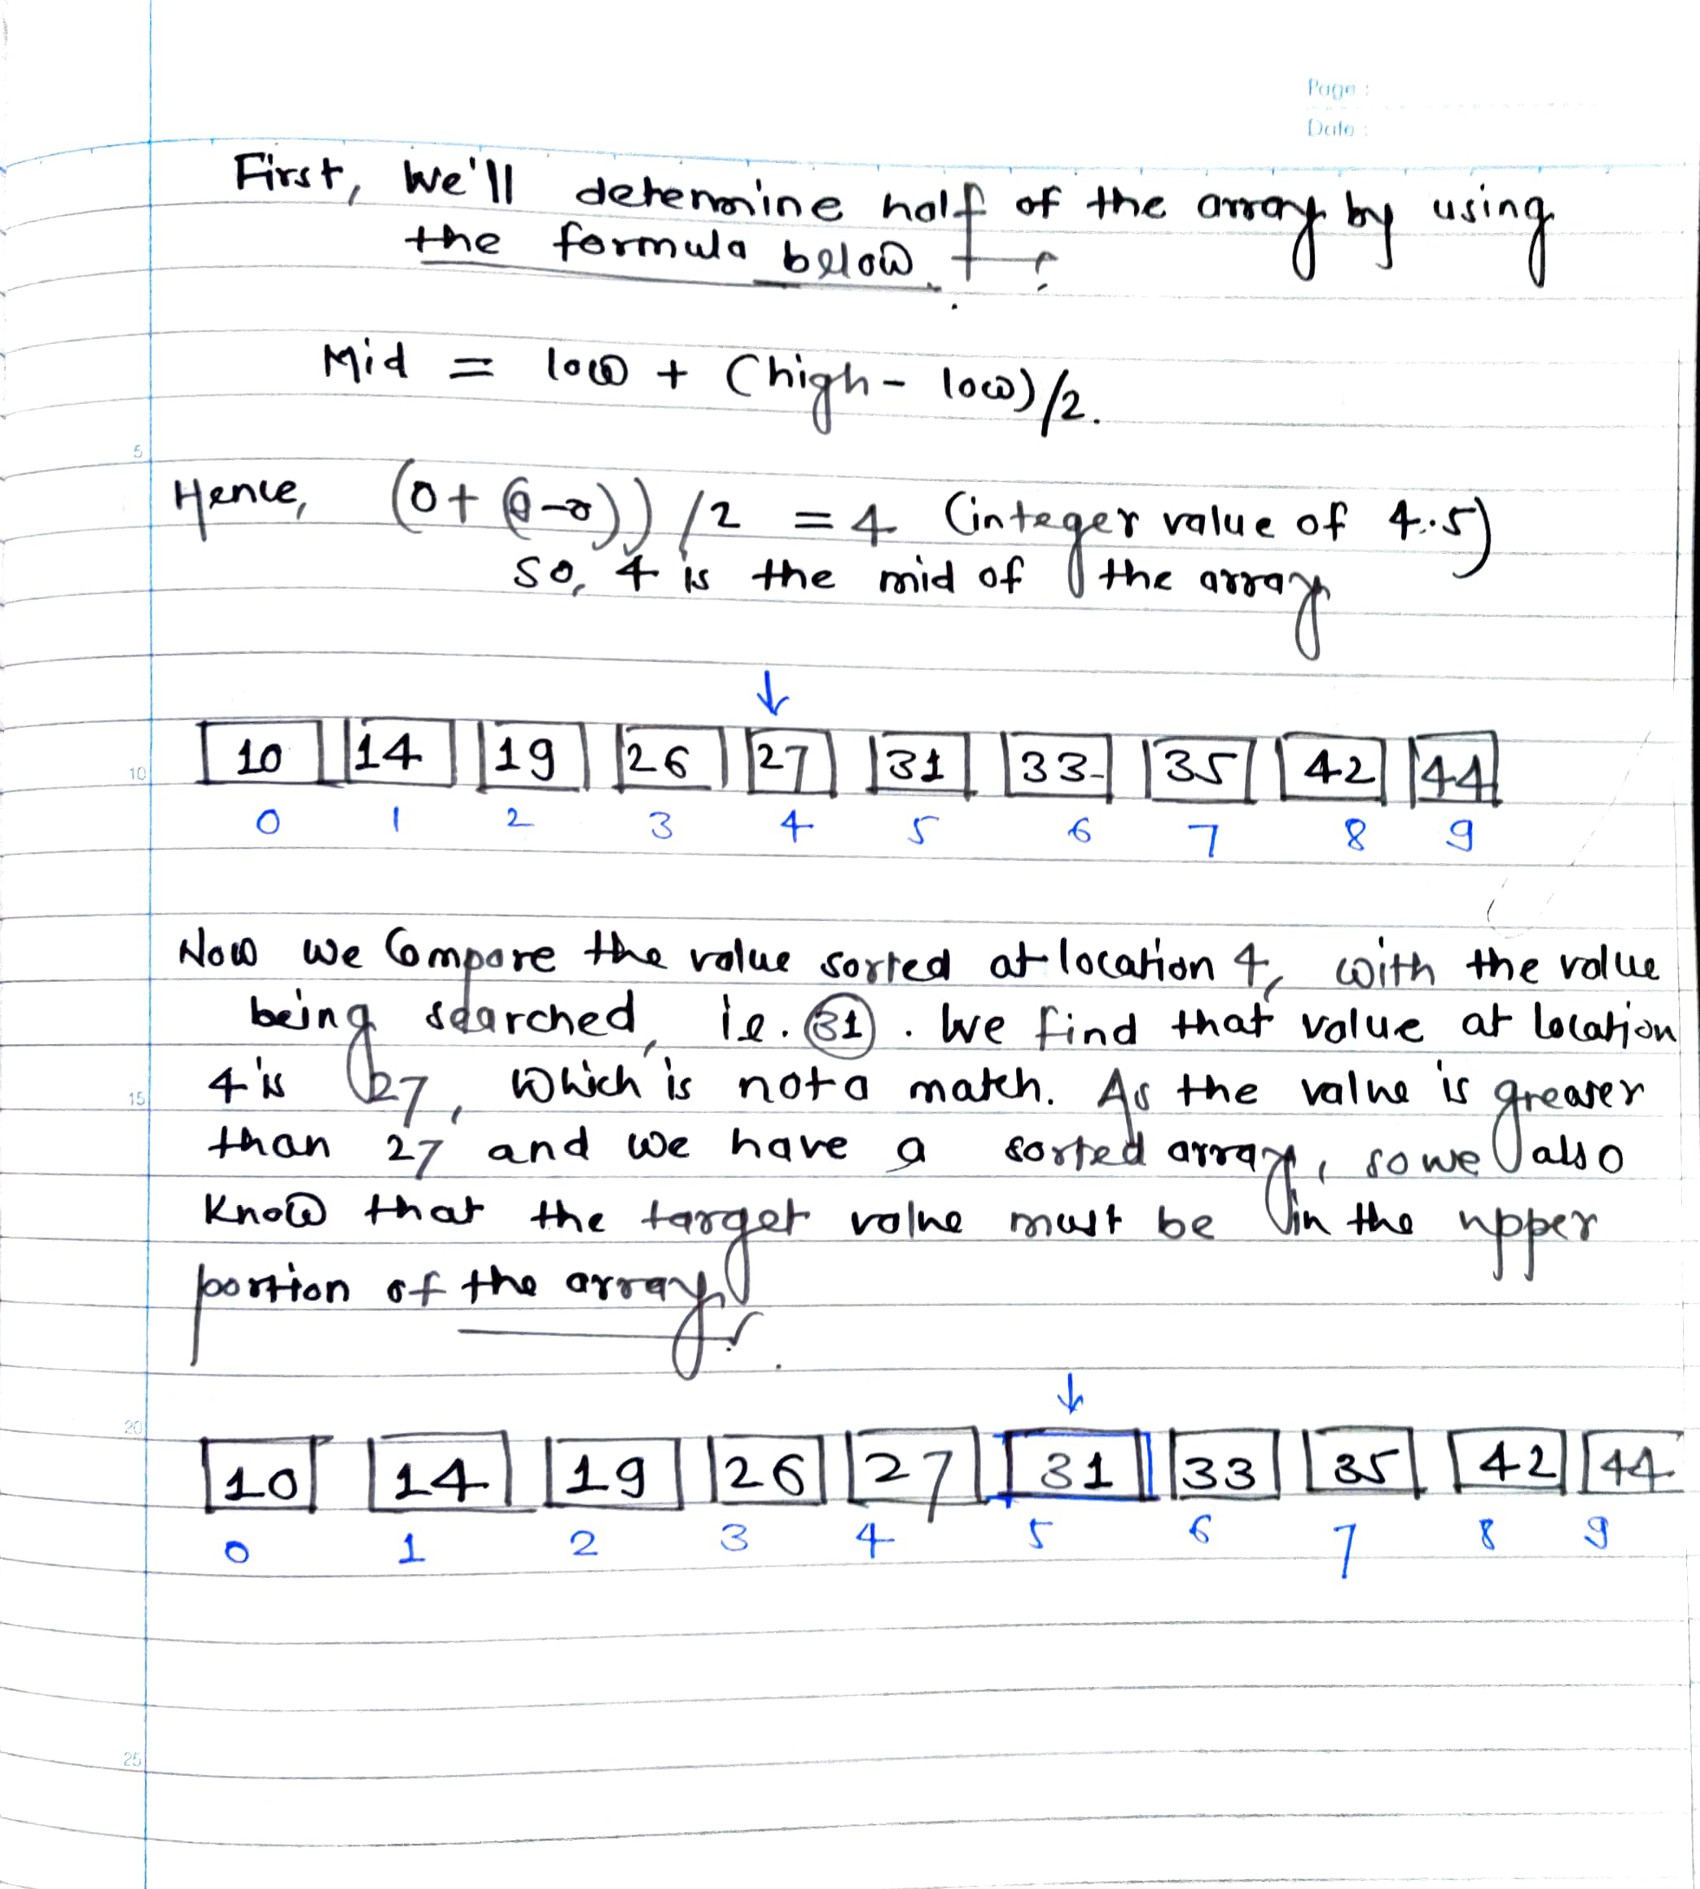 Page :
Date :
First, We'll determine half of the array by using
the formula below
Mid = low + (high - low)/2.
5
Hence, (0+ (9-0)) /2 = 4 (integer value of 4.5)
so, 4 is the mid of the array
10 14 19 26 27 31 33 35 42 44
10
0 1 2 3 4 5 6 7 8 9
Now we Compare the value sorted at location 4, with the value
being searched, ie. 31 . We find that value at location
4 is 27, which is not a match. As the value is greater
15
than 27 and we have a sorted array, so we also
know that the target value must be in the upper
portion of the array.
20
10 14 19 26 27 31 33 35 42 44
0 1 2 3 4 5 6 7 8 9
25